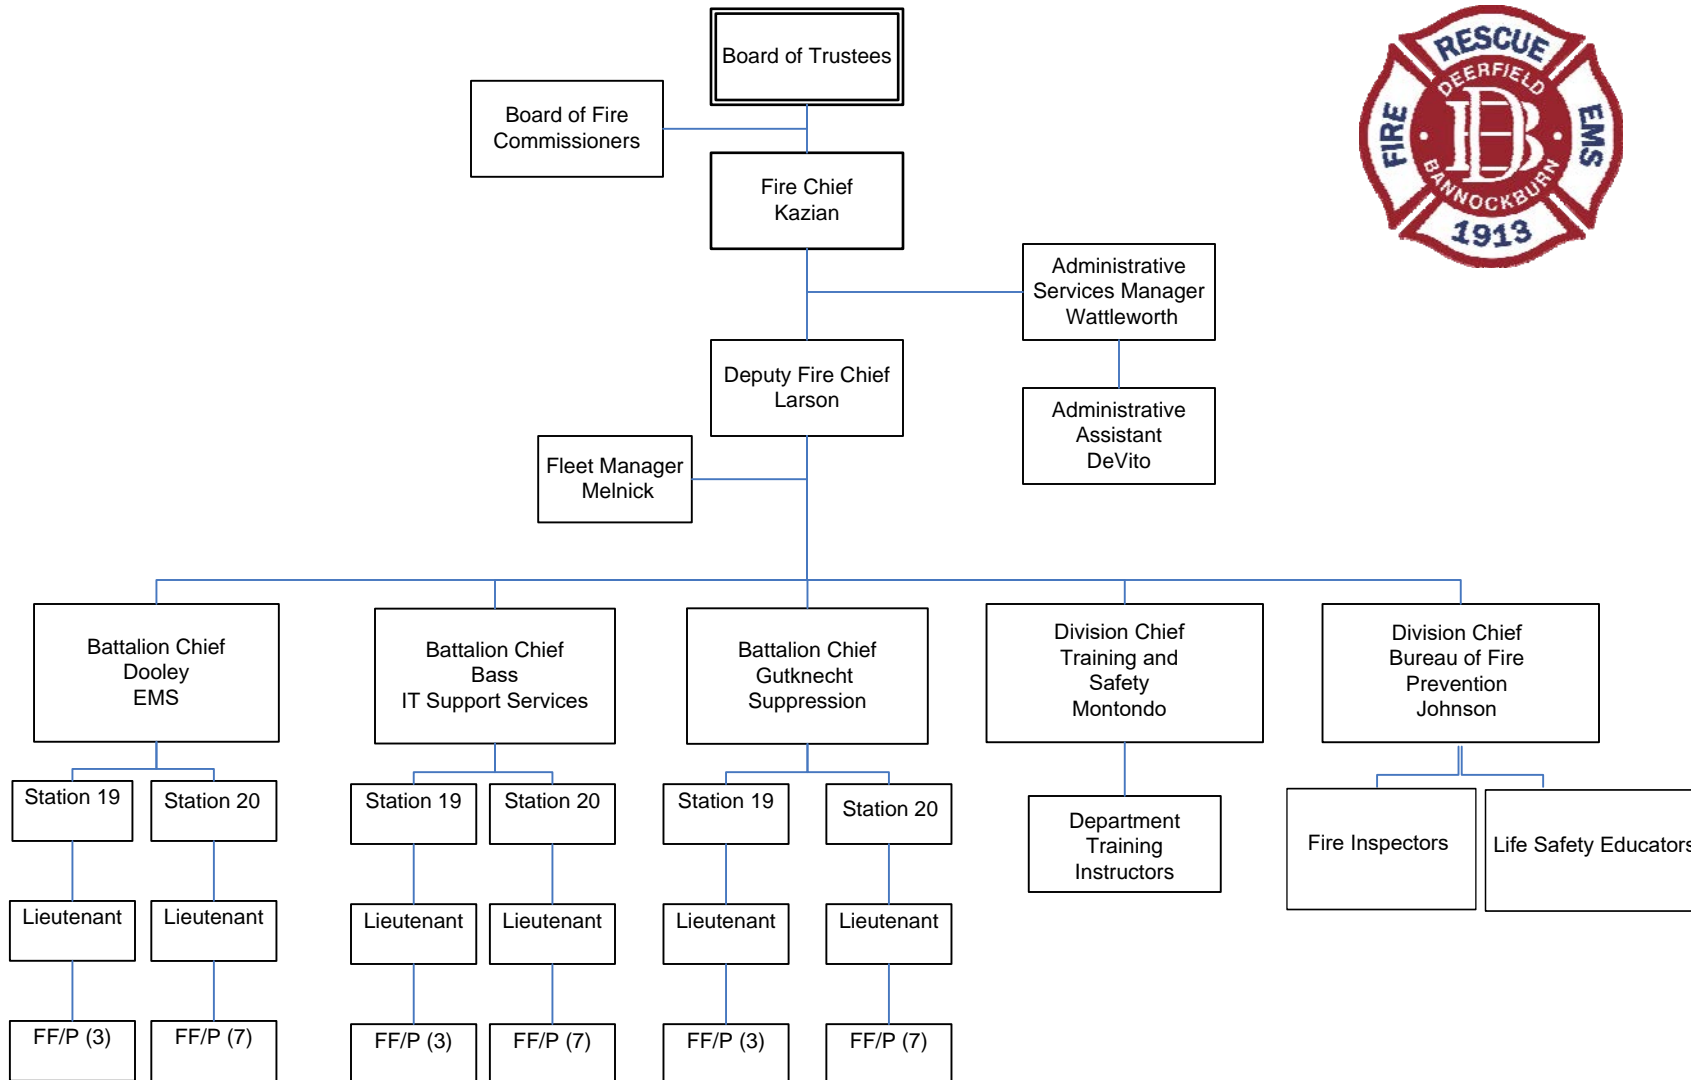 Board of Trustees
RESCUE
DEERFIELD
FIRE
DB
EMS
BANNOCKBURN
1913
Board of Fire
Commissioners
Fire Chief
Kazian
Administrative
Services Manager
Wattleworth
Deputy Fire Chief
Larson
Administrative
Assistant
DeVito
Fleet Manager
Melnick
Battalion Chief
Dooley
EMS
Battalion Chief
Bass
IT Support Services
Battalion Chief
Gutknecht
Suppression
Division Chief
Training and
Safety
Montondo
Division Chief
Bureau of Fire
Prevention
Johnson
Station 19
Station 20
Station 19
Station 20
Station 19
Station 20
Department
Training
Instructors
Fire Inspectors
Life Safety Educators
Lieutenant
Lieutenant
Lieutenant
Lieutenant
Lieutenant
Lieutenant
FF/P (3)
FF/P (7)
FF/P (3)
FF/P (7)
FF/P (3)
FF/P (7)